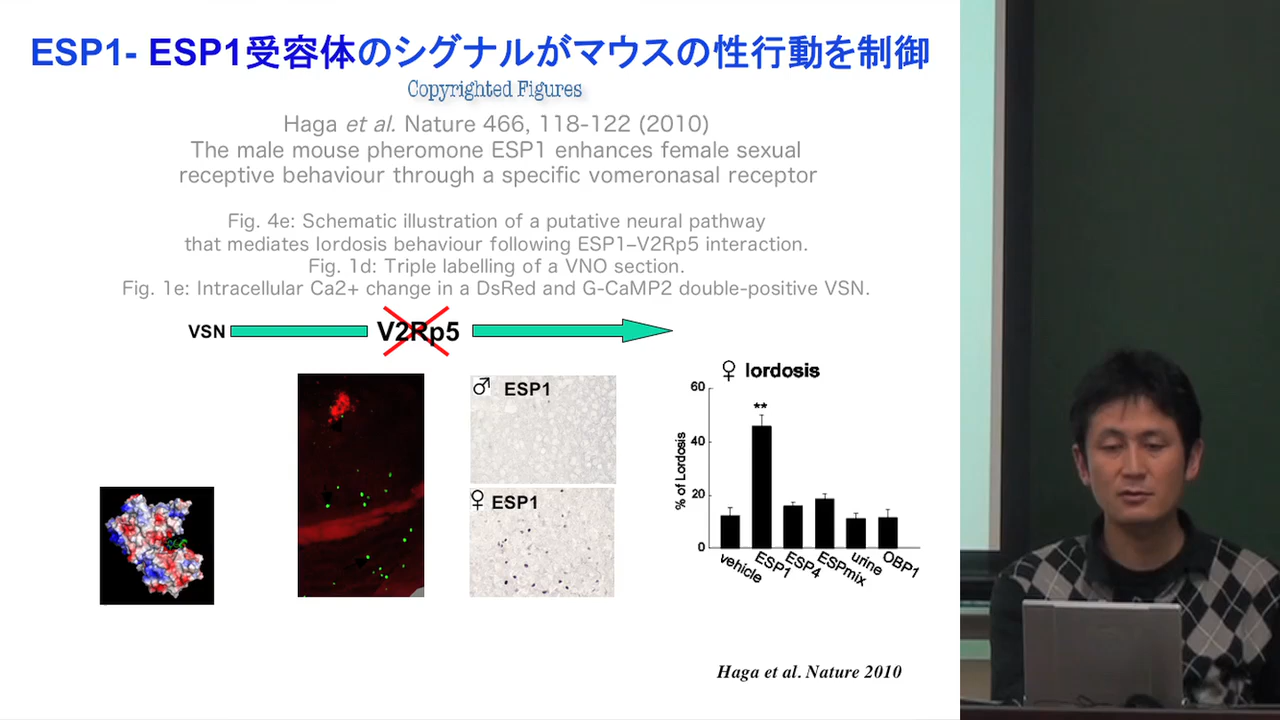 ESP1- ESP1受容体のシグナルがマウスの性行動を制御
Copyrighted Figures
Haga et al. Nature 466, 118-122 (2010)
The male mouse pheromone ESP1 enhances female sexual
receptive behaviour through a specific vomeronasal receptor
Fig. 4e: Schematic illustration of a putative neural pathway
that mediates lordosis behaviour following ESP1–V2Rp5 interaction.
Fig. 1d: Triple labelling of a VNO section.
Fig. 1e: Intracellular Ca2+ change in a DsRed and G-CaMP2 double-positive VSN.
VSN
V2Rp5
♂ ESP1
♀ ESP1
♀ lordosis
% of Lordosis
60
40
20
0
**
vehicle
ESP1
ESP4
ESPmix
urine
OBP1
Haga et al. Nature 2010